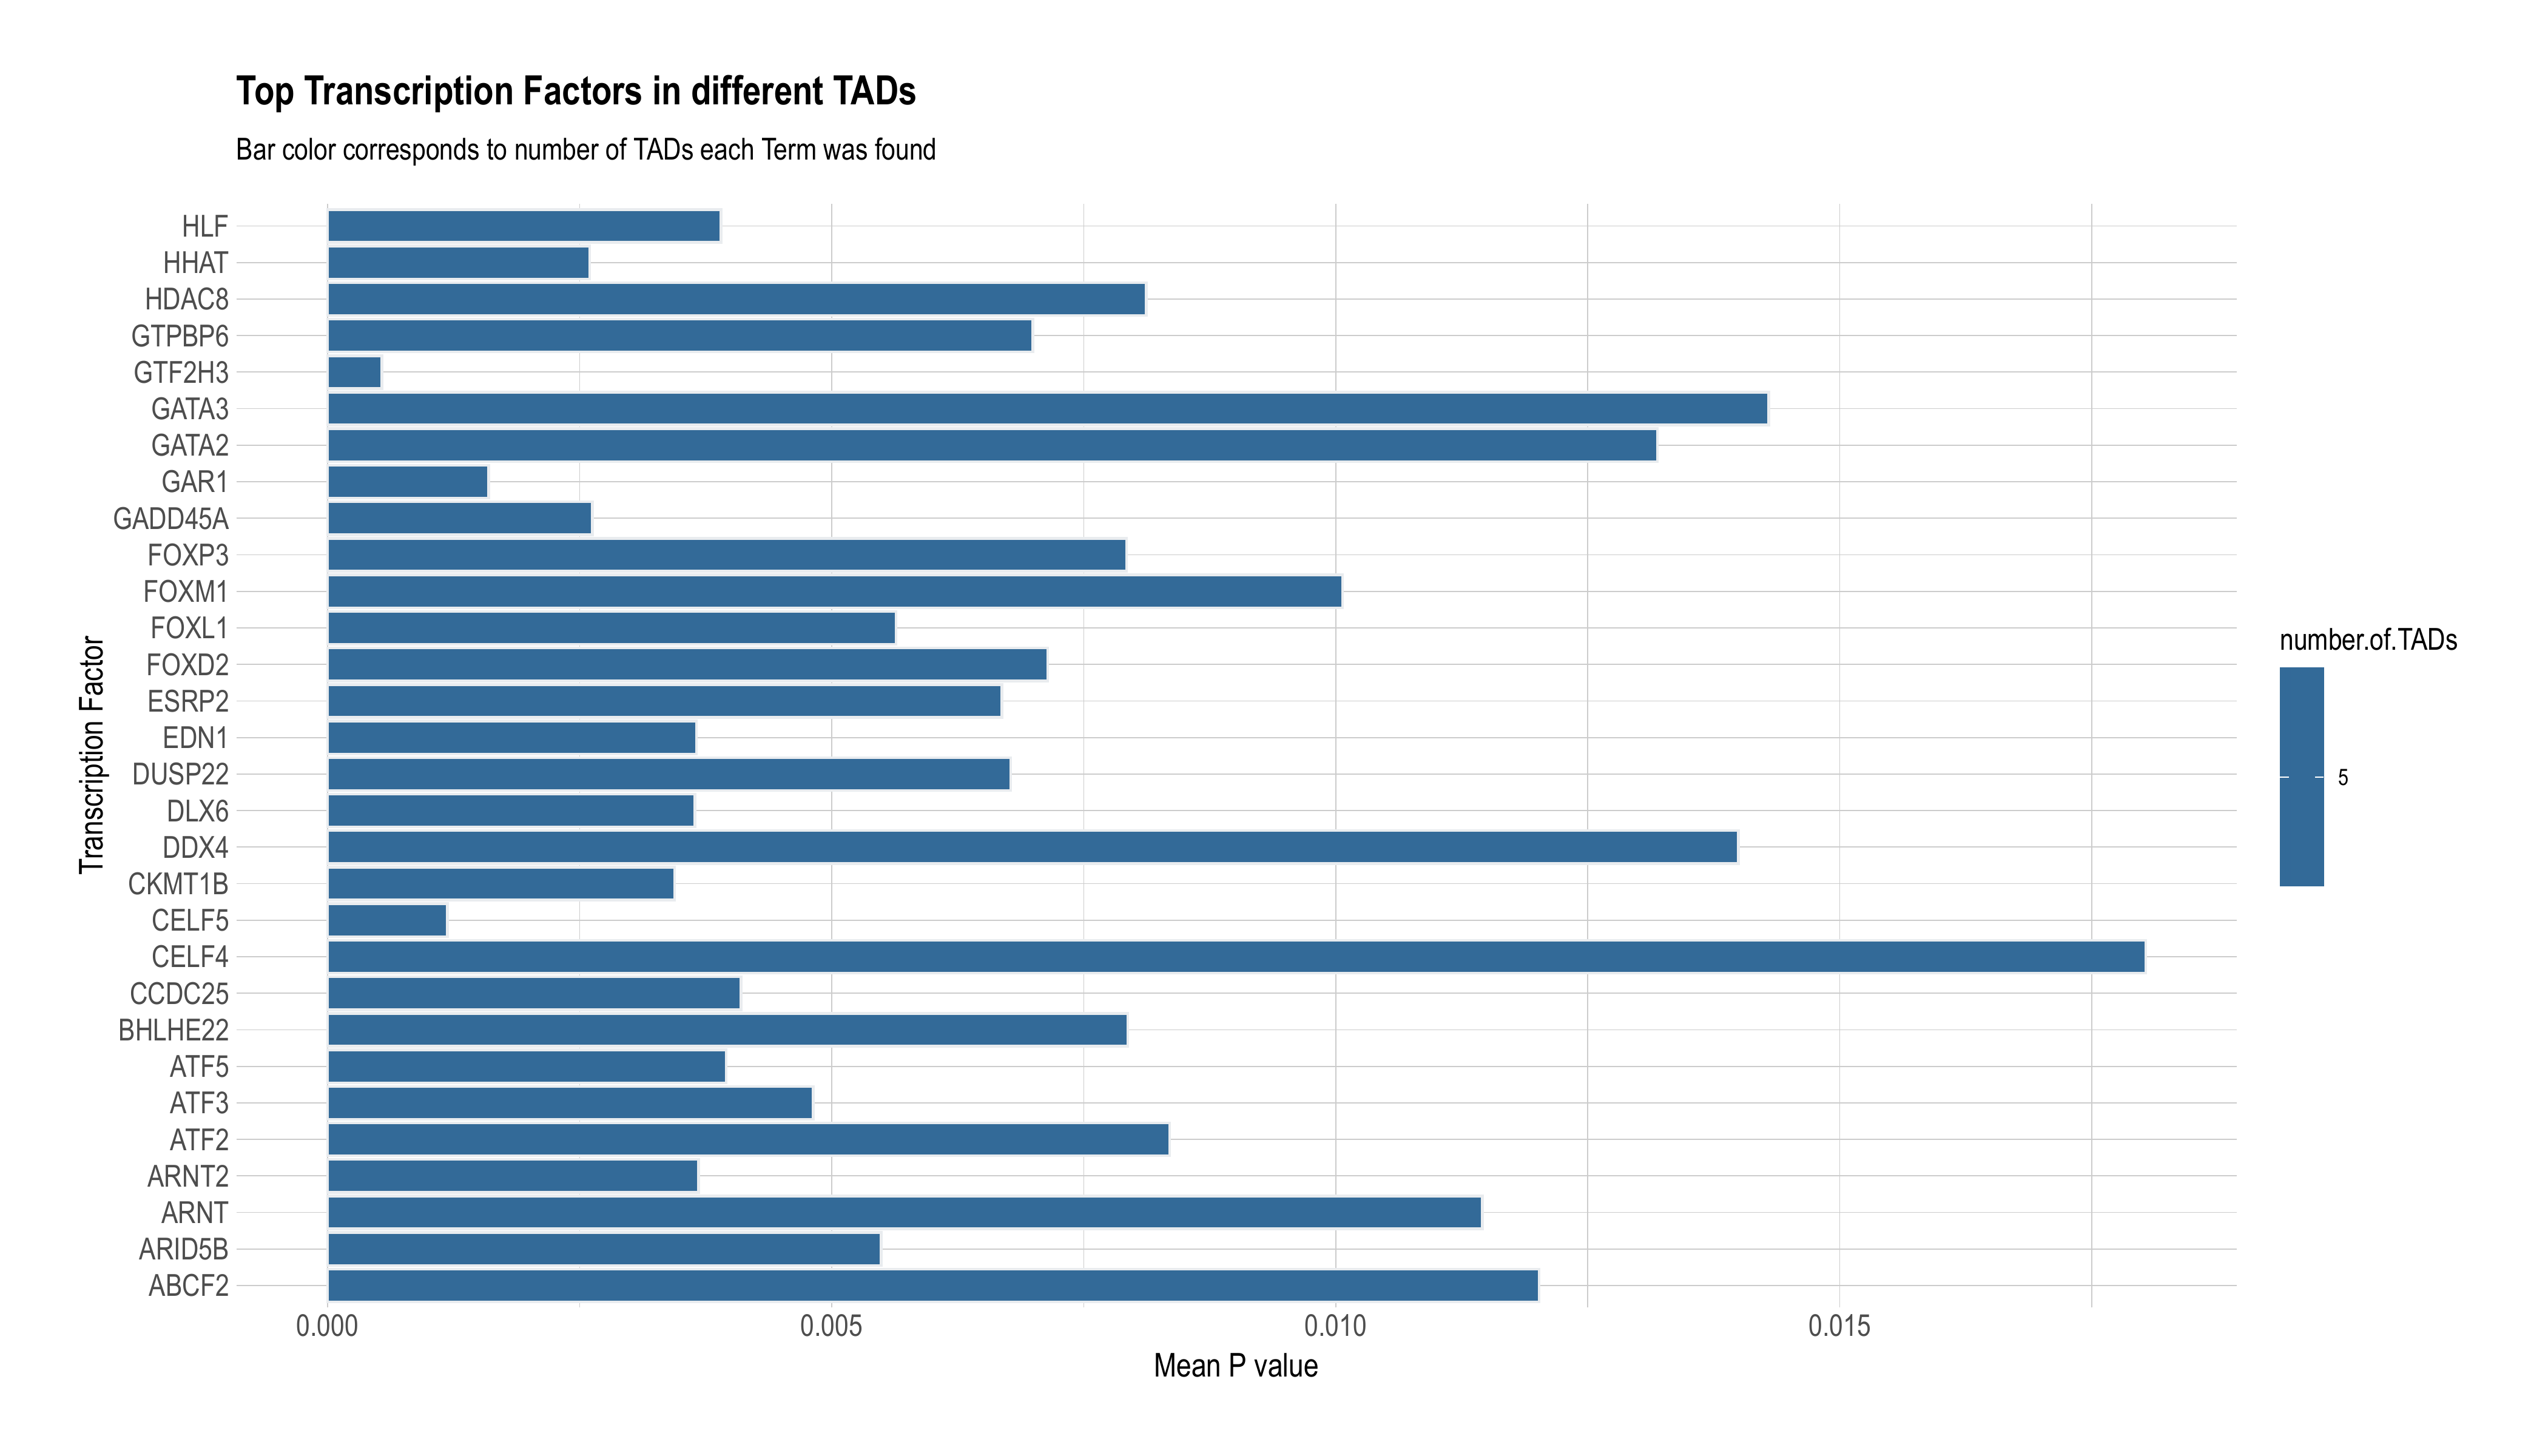 Top Transcription Factors in different TADs
Bar color corresponds to number of TADs each Term was found
HLF
HHAT
HDAC8
GTPBP6
GTF2H3
GATA3
GATA2
GAR1
GADD45A
FOXP3
FOXM1
FOXL1
FOXD2
ESRP2
EDN1
DUSP22
DLX6
DDX4
CKMT1B
CELF5
CELF4
CCDC25
BHLHE22
ATF5
ATF3
ATF2
ARNT2
ARNT
ARID5B
ABCF2
Transcription Factor
0.000 0.005 0.010 0.015
Mean P value
number.of.TADs
5